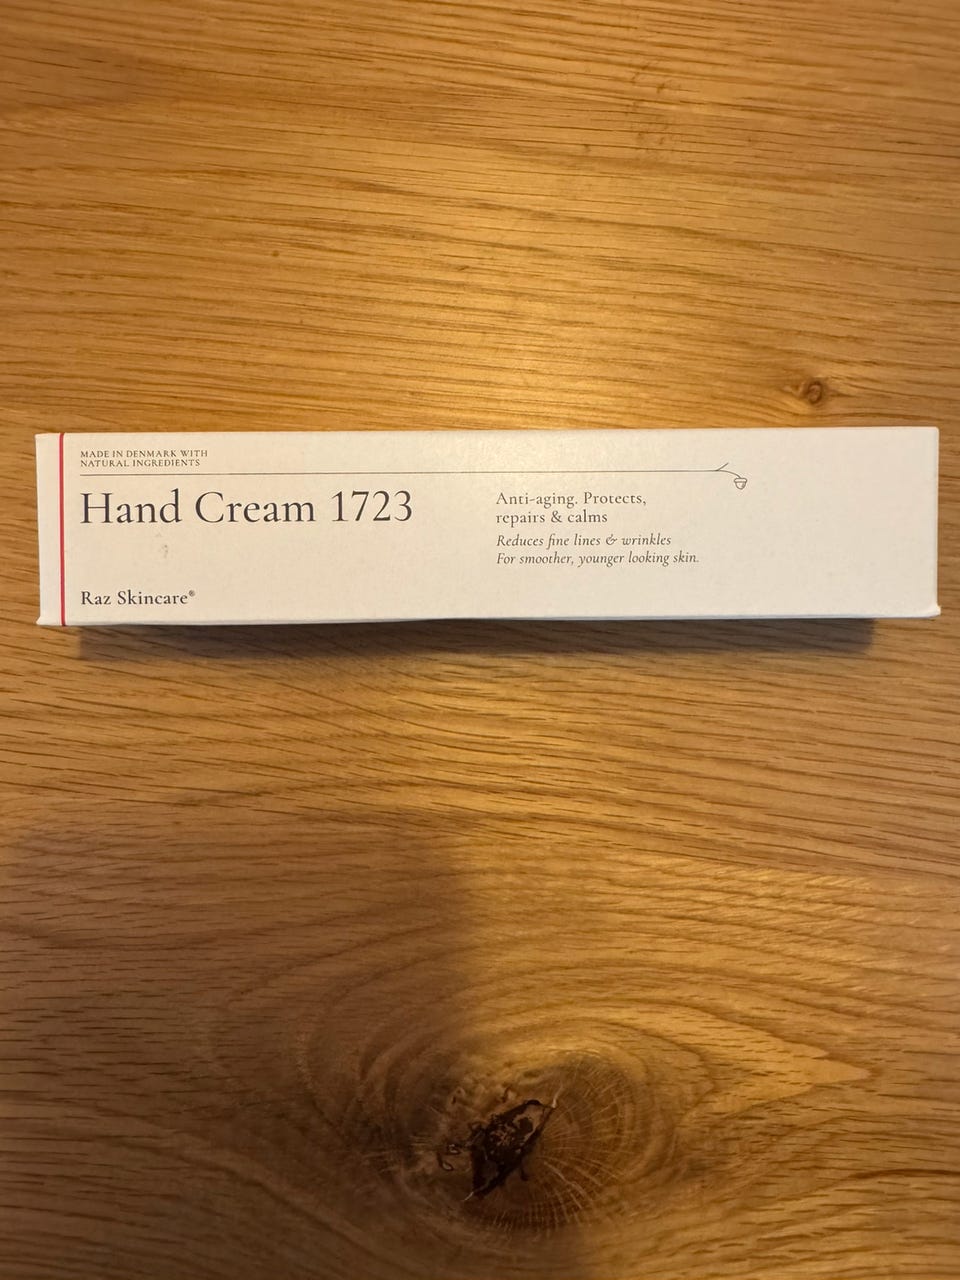 MADE IN DENMARK WITH
NATURAL INGREDIENTS
Hand Cream 1723
Raz Skincare®
Anti-aging. Protects,
repairs & calms
Reduces fine lines & wrinkles
For smoother, younger looking skin.